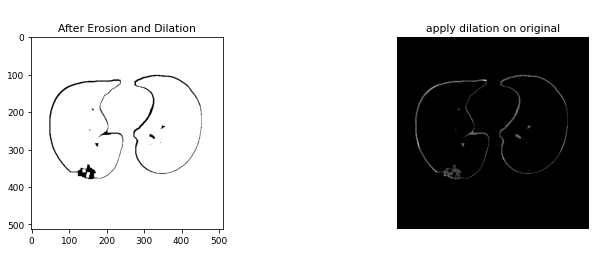 After Erosion and Dilation
apply dilation on original
0
100
200
300
400
500
0 100 200 300 400 500